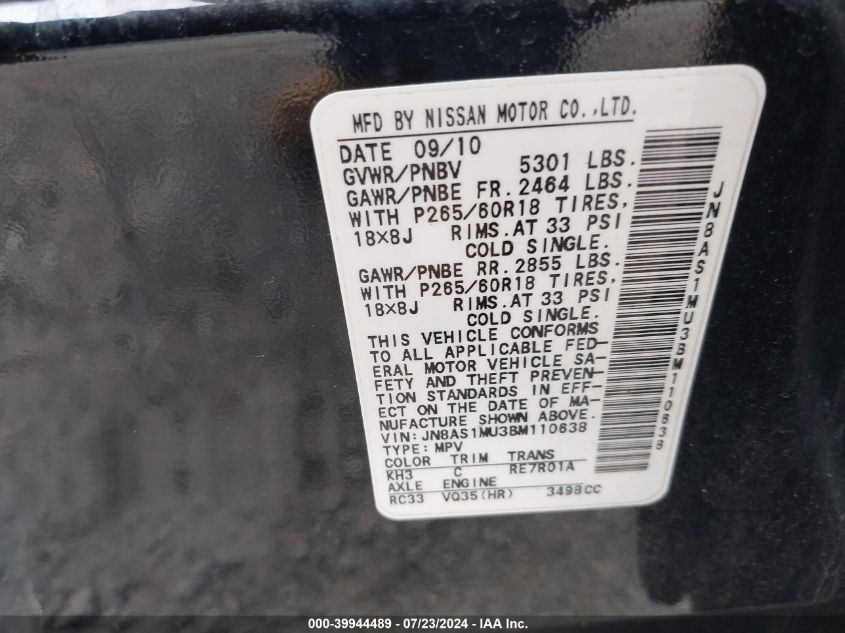 MFD BY NISSAN MOTOR CO.,LTD.
DATE 09/10
GVWR/PNBV 5301 LBS.
GAWR/PNBE FR. 2464 LBS.
WITH P265/60R18 TIRES,
18×8J RIMS.AT 33 PSI
COLD SINGLE.
GAWR/PNBE RR. 2855 LBS.
WITH P265/60R18 TIRES,
18×8J RIMS.AT 33 PSI
COLD SINGLE.
THIS VEHICLE CONFORMS
TO ALL APPLICABLE FED-
ERAL MOTOR VEHICLE SA-
FETY AND THEFT PREVEN-
TION STANDARDS IN EFF-
ECT ON THE DATE OF MA-
NUFACTURE SHOWN ABOVE.
VIN: JN8AS1MU3BM110638
TYPE: MPV
COLOR TRIM TRANS
KH3 C RE7R01A
AXLE ENGINE
RC33 VQ35(HR) 3498CC
JN8AS1MU3BM110638
000-39944489 - 07/23/2024 - IAA Inc.